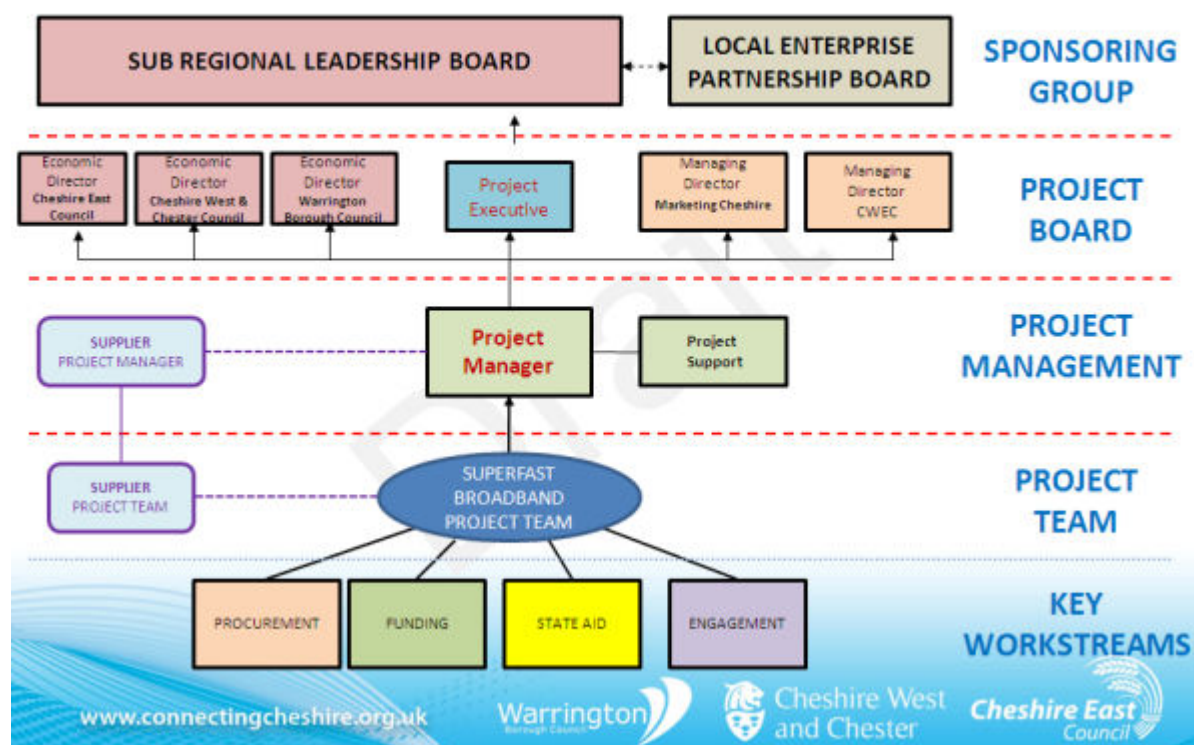 SUB REGIONAL LEADERSHIP BOARD
LOCAL ENTERPRISE
PARTNERSHIP BOARD
SPONSORING
GROUP
Economic
Director
Cheshire East
Council
Economic
Director
Cheshire West &
Chester Council
Economic
Director
Warrington
Borough Council
Project
Executive
Managing
Director
Marketing Cheshire
Managing
Director
CWEC
PROJECT
BOARD
SUPPLIER
PROJECT MANAGER
Project
Manager
Project
Support
PROJECT
MANAGEMENT
SUPPLIER
PROJECT TEAM
SUPERFAST
BROADBAND
PROJECT TEAM
PROJECT
TEAM
Draft
PROCUREMENT
FUNDING
STATE AID
ENGAGEMENT
KEY
WORKSTREAMS
www.connectingcheshire.org.uk
Warrington
Borough Council
Cheshire West
and Chester
Cheshire East
Council